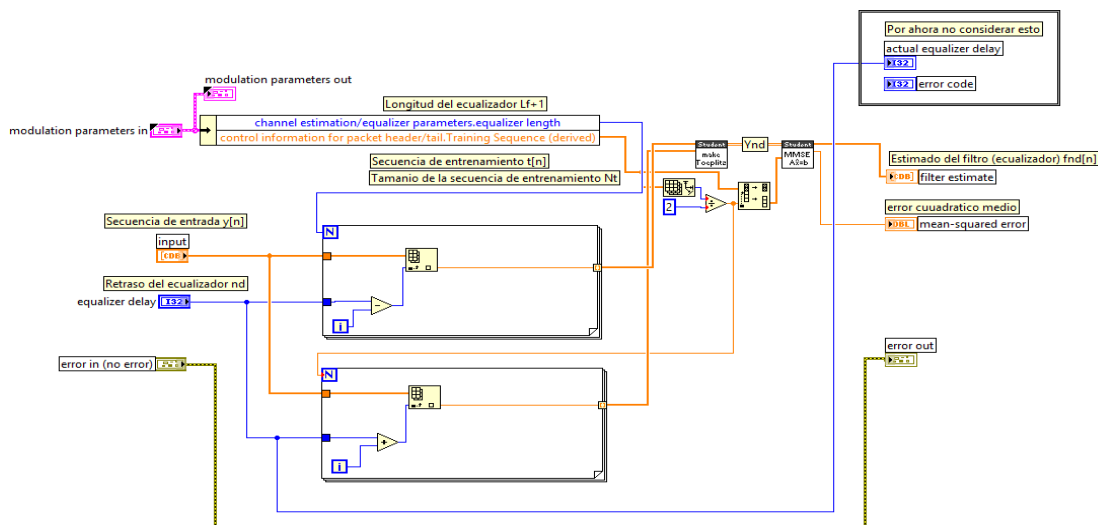 Por ahora no considerar esto
actual equalizer delay
I32
I32
error code
modulation parameters out
modulation parameters in
Longitud del ecualizador Lf+1
channel estimation/equalizer parameters.equalizer length
control information for packet header/tail.Training Sequence (derived)
Secuencia de entrenamiento t[n]
Tamanio de la secuencia de entrenamiento Nt
Student
make
Toeplitz
Ynd
Student
MMSE
AS=b
2
Estimado del filtro (ecualizador) fnd[n]
CDB
filter estimate
error cuuadratico medio
DBL
mean-squared error
Secuencia de entrada y[n]
input
CDB
N
Retraso del ecualizador nd
equalizer delay
I32
-
i
error in (no error)
error out
N
+
i